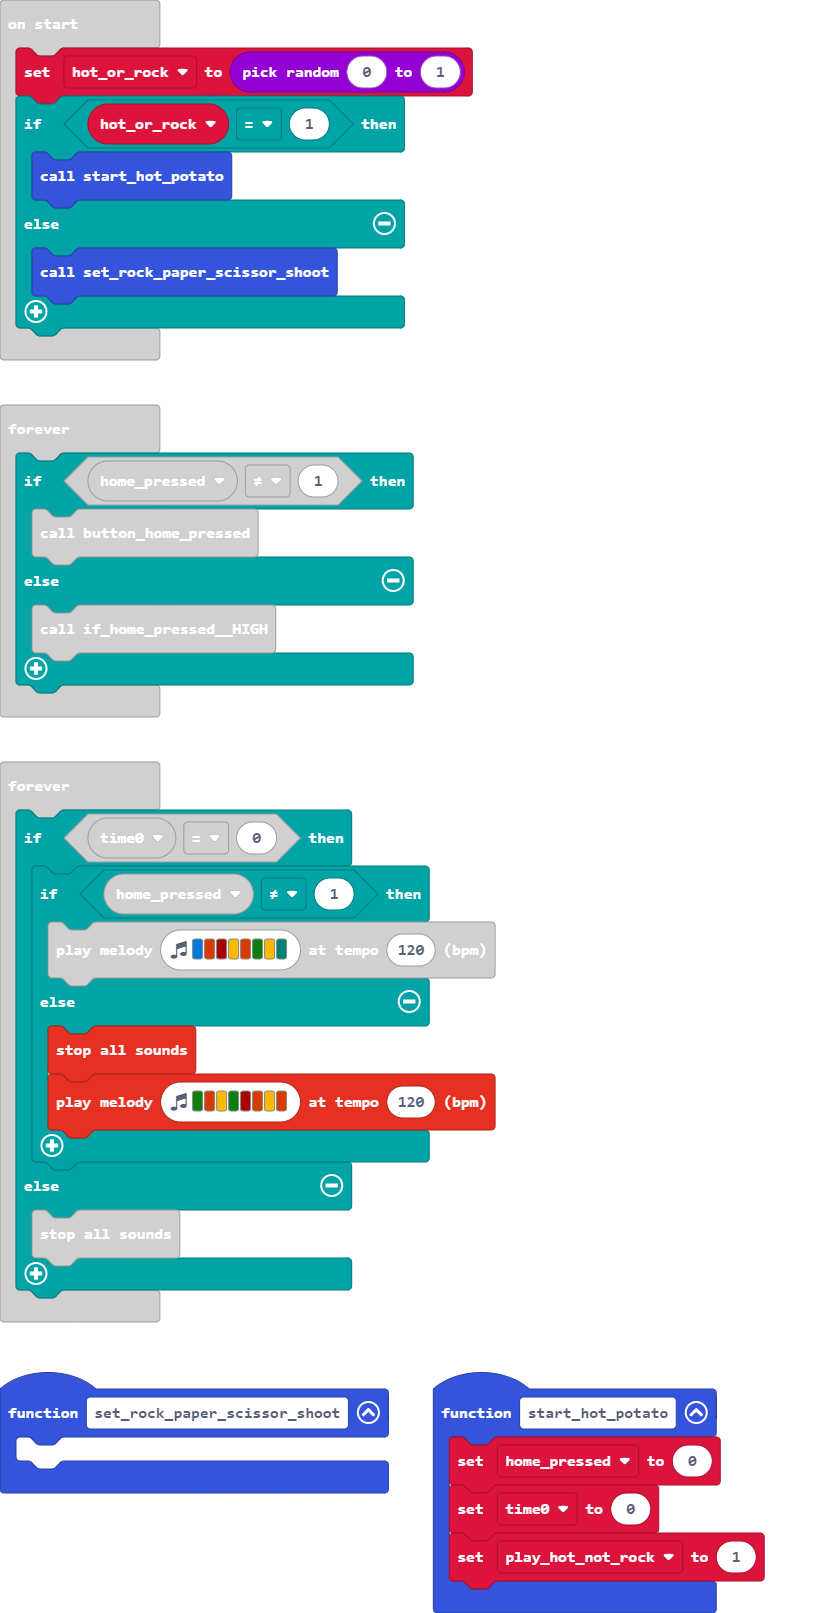 on start
set hot_or_rock to pick random 0 to 1
if hot_or_rock = 1 then
call start_hot_potato
else
call set_rock_paper_scissor_shoot
forever
if home_pressed ≠ 1 then
call button_home_pressed
else
call if_home_pressed__HIGH
forever
if time0 = 0 then
if home_pressed ≠ 1 then
play melody at tempo 120 (bpm)
else
stop all sounds
play melody at tempo 120 (bpm)
else
stop all sounds
function set_rock_paper_scissor_shoot
function start_hot_potato
set home_pressed to 0
set time0 to 0
set play_hot_not_rock to 1